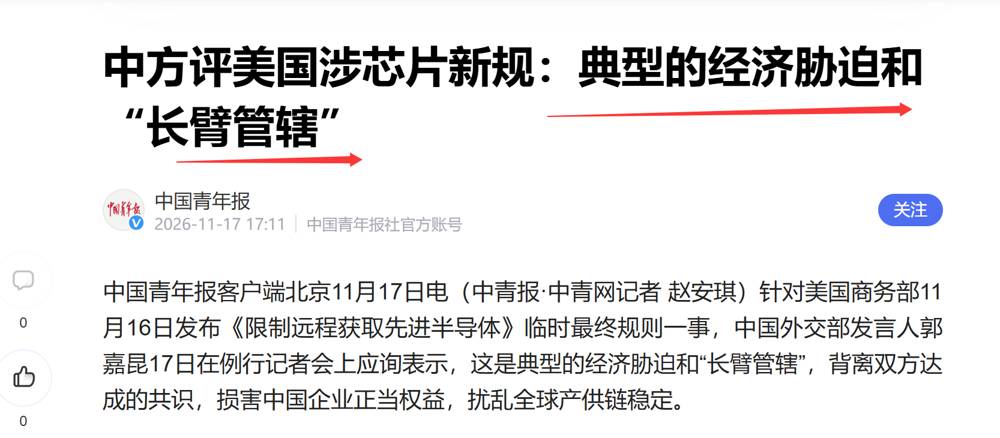 中方评美国涉芯片新规：典型的经济胁迫和
“长臂管辖”
中国青年报
中国青年报
2026-11-17 17:11 中国青年报社官方账号
关注
中国青年报客户端北京11月17日电（中青报·中青网记者 赵安琪）针对美国商务部11
月16日发布《限制远程获取先进半导体》临时最终规则一事，中国外交部发言人郭
嘉昆17日在例行记者会上应询表示，这是典型的经济胁迫和“长臂管辖”，背离双方达
成的共识，损害中国企业正当权益，扰乱全球产供链稳定。
0
0